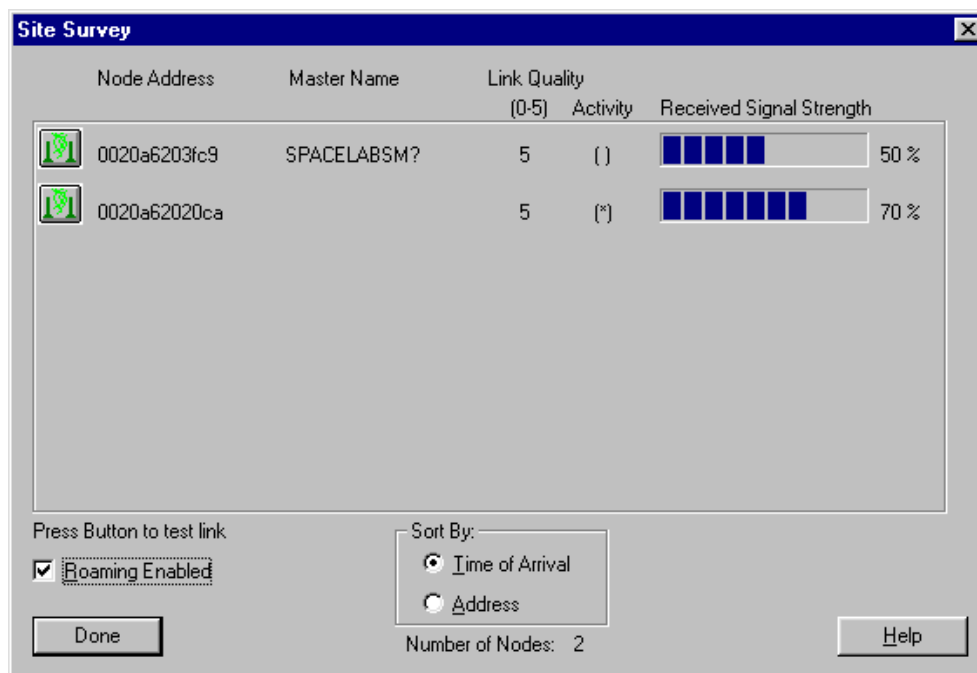 Site Survey
Node Address Master Name Link Quality
(0-5) Activity Received Signal Strength
0020a6203fc9 SPACELABSM? 5 ( ) 50 %
0020a62020ca 5 (*) 70 %
Press Button to test link
Sort By:
Roaming Enabled
Time of Arrival
Address
Done
Number of Nodes: 2
Help